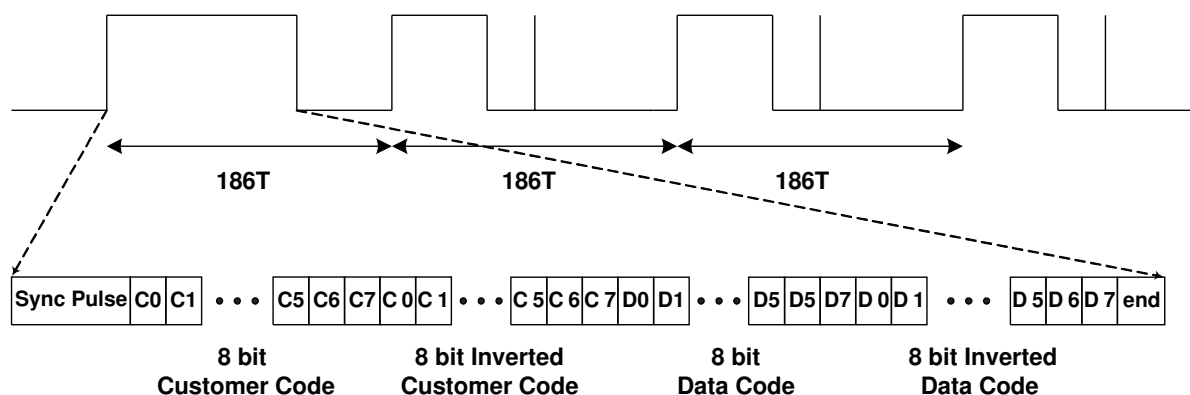 186T 186T 186T
Sync Pulse C0 C1 • • • C5 C6 C7 C 0 C 1 • • • C 5 C 6 C 7 D0 D1 • • • D5 D5 D7 D 0 D 1 • • • D 5 D 6 D 7 end
8 bit 8 bit Inverted 8 bit 8 bit Inverted
Customer Code Customer Code Data Code Data Code